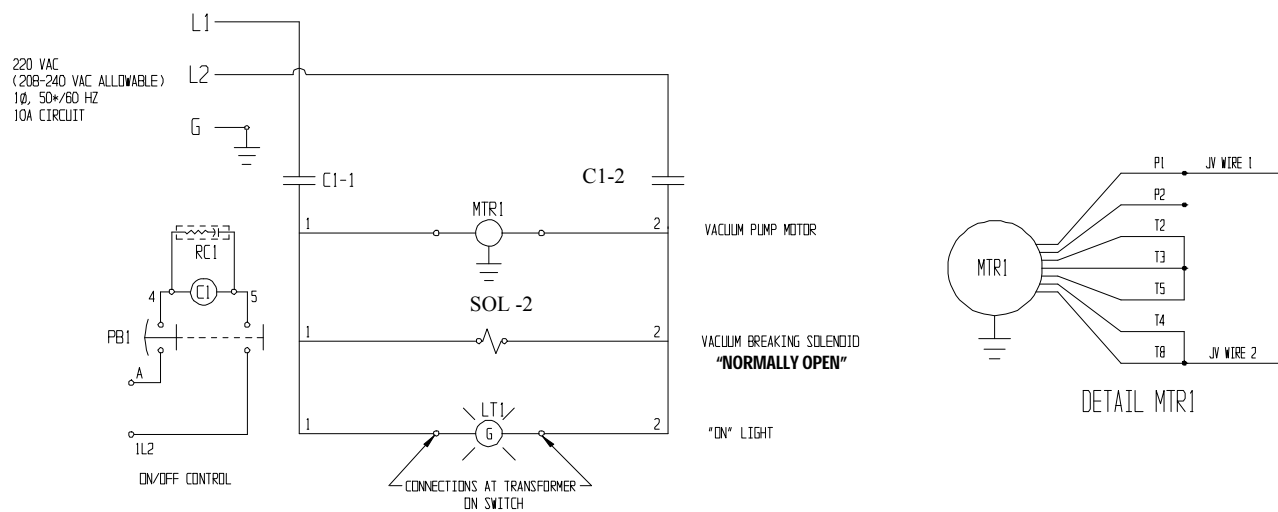 L1
220 VAC
(208-240 VAC ALLOWABLE)
1Ø, 50*/60 HZ
10A CIRCUIT
L2
G
C1-1
C1-2
1
MTR1
2
VACUUM PUMP MOTOR
RC1
4
C1
5
PB1
A
1L2
ON/OFF CONTROL
SOL -2
1
2
VACUUM BREAKING SOLENOID
“NORMALLY OPEN”
1
LT1
G
2
"ON" LIGHT
CONNECTIONS AT TRANSFORMER
ON SWITCH
MTR1
P1
JV WIRE 1
P2
T2
T3
T5
T4
T8
JV WIRE 2
DETAIL MTR1